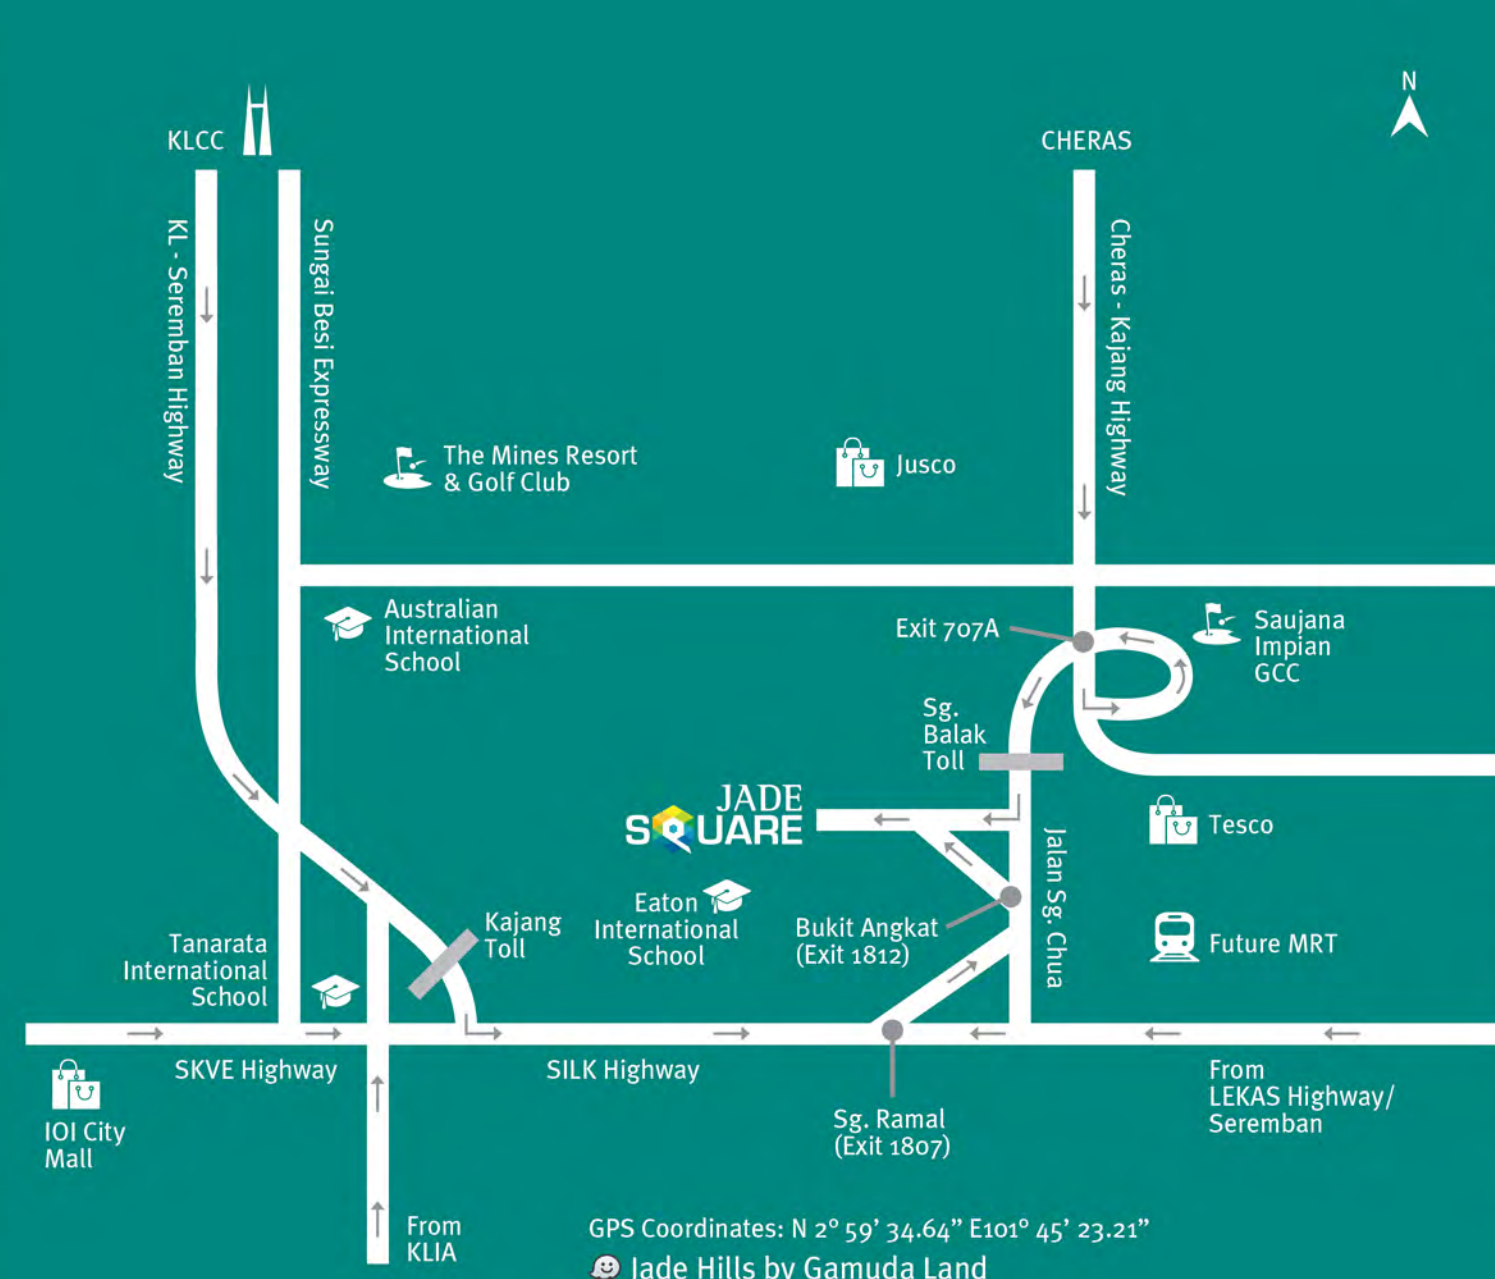 N
KLCC
CHERAS
KL - Seremban Highway
Sungai Besi Expressway
Cheras - Kajang Highway
The Mines Resort
& Golf Club
Jusco
Australian
International
School
Exit 707A
Saujana
Impian
GCC
Sg.
Balak
Toll
JADE
SQUARE
Tesco
Jalan Sg. Chua
Eaton
International
School
Bukit Angkat
(Exit 1812)
Kajang
Toll
Future MRT
Tanarata
International
School
SKVE Highway
SILK Highway
From
LEKAS Highway/
Seremban
IOI City
Mall
Sg. Ramal
(Exit 1807)
From
KLIA
GPS Coordinates: N 2° 59’ 34.64” E101° 45’ 23.21”
Jade Hills by Gamuda Land